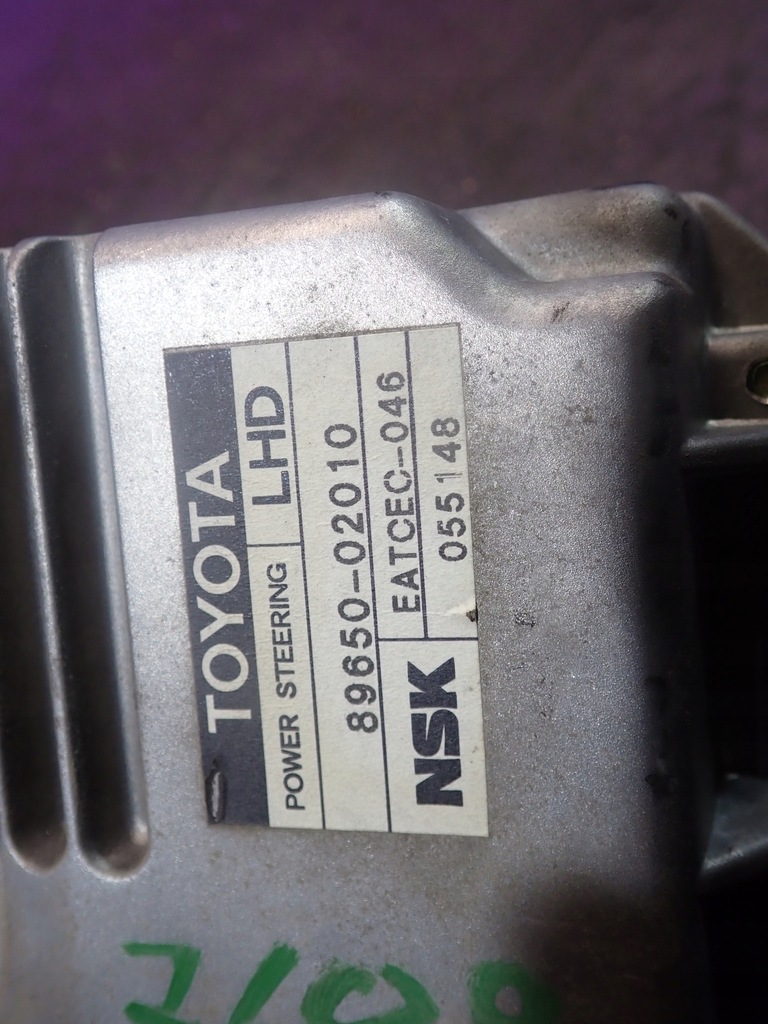 TOYOTA
POWER STEERING LHD
89650-02010
NSK EATCEC-046
055148